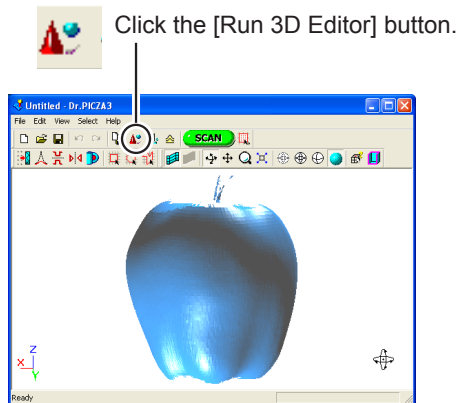 Click the [Run 3D Editor] button.
Untitled - Dr.PICZA3
File Edit View Select Help
SCAN
Z
X
Y
Ready